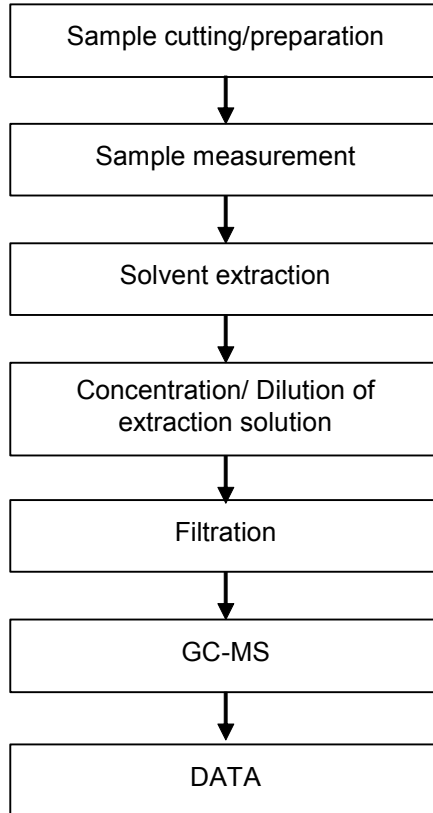 Sample cutting/preparation
Sample measurement
Solvent extraction
Concentration/ Dilution of
extraction solution
Filtration
GC-MS
DATA